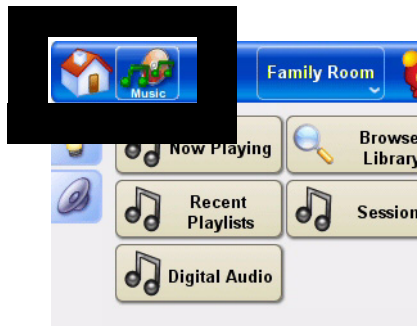 Music
Family Room
Now Playing
Browse
Library
Recent
Playlists
Session
Digital Audio